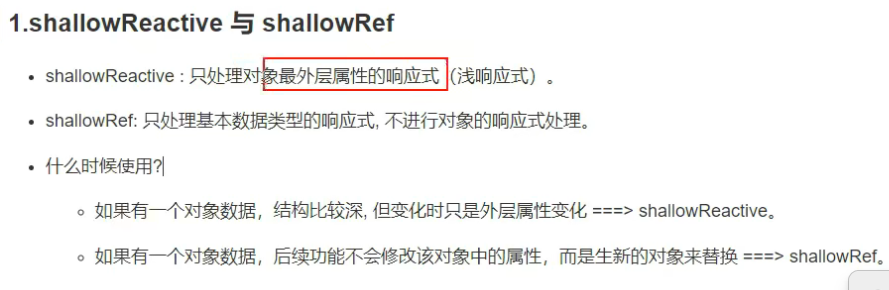 1.shallowReactive 与 shallowRef
shallowReactive : 只处理对象最外层属性的响应式（浅响应式）。
shallowRef: 只处理基本数据类型的响应式, 不进行对象的响应式处理。
什么时候使用?
如果有一个对象数据，结构比较深, 但变化时只是外层属性变化 ===> shallowReactive。
如果有一个对象数据，后续功能不会修改该对象中的属性，而是生新的对象来替换 ===> shallowRef。